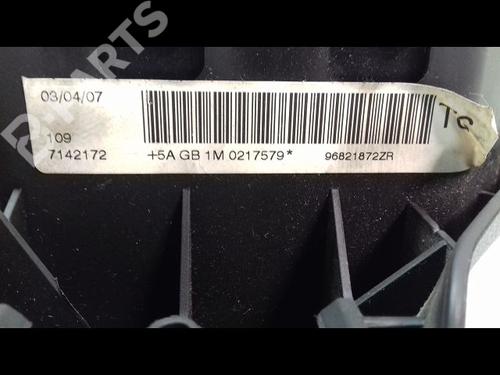 B-PARTS
03/04/07
TC
109
7142172 +5A GB 1M 0217579* 96821872ZR